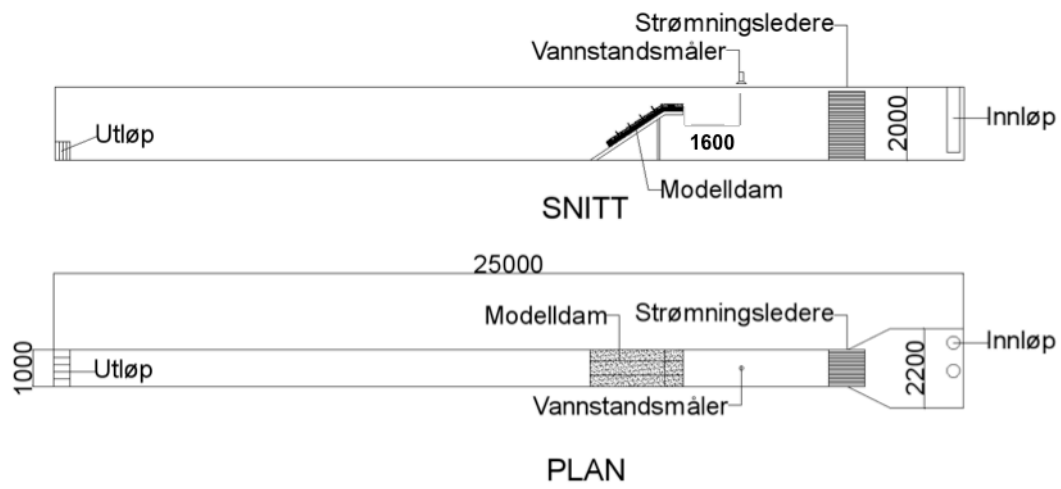 Strømningsledere
Vannstandsmåler
Utløp
1600
2000
Innløp
Modelldam
SNITT
25000
Modelldam
Strømningsledere
1000
Utløp
2200
Innløp
Vannstandsmåler
PLAN